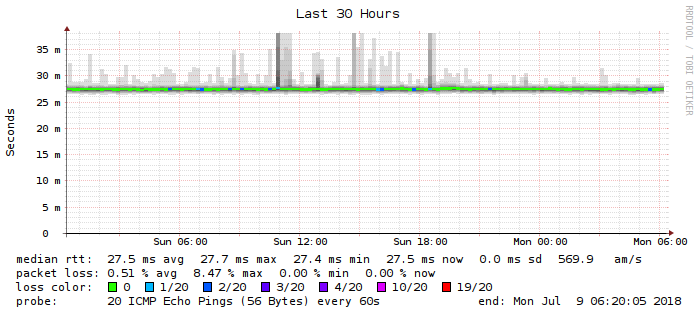 Last 30 Hours
RRDTOOL / TOBI OETIKER
Seconds
35 m
30 m
25 m
20 m
15 m
10 m
5 m
0
Sun 06:00 Sun 12:00 Sun 18:00 Mon 00:00 Mon 06:00
median rtt: 27.5 ms avg 27.7 ms max 27.4 ms min 27.5 ms now 0.0 ms sd 569.9 am/s
packet loss: 0.51 % avg 8.47 % max 0.00 % min 0.00 % now
loss color: 0 1/20 2/20 3/20 4/20 10/20 19/20
probe: 20 ICMP Echo Pings (56 Bytes) every 60s end: Mon Jul 9 06:20:05 2018